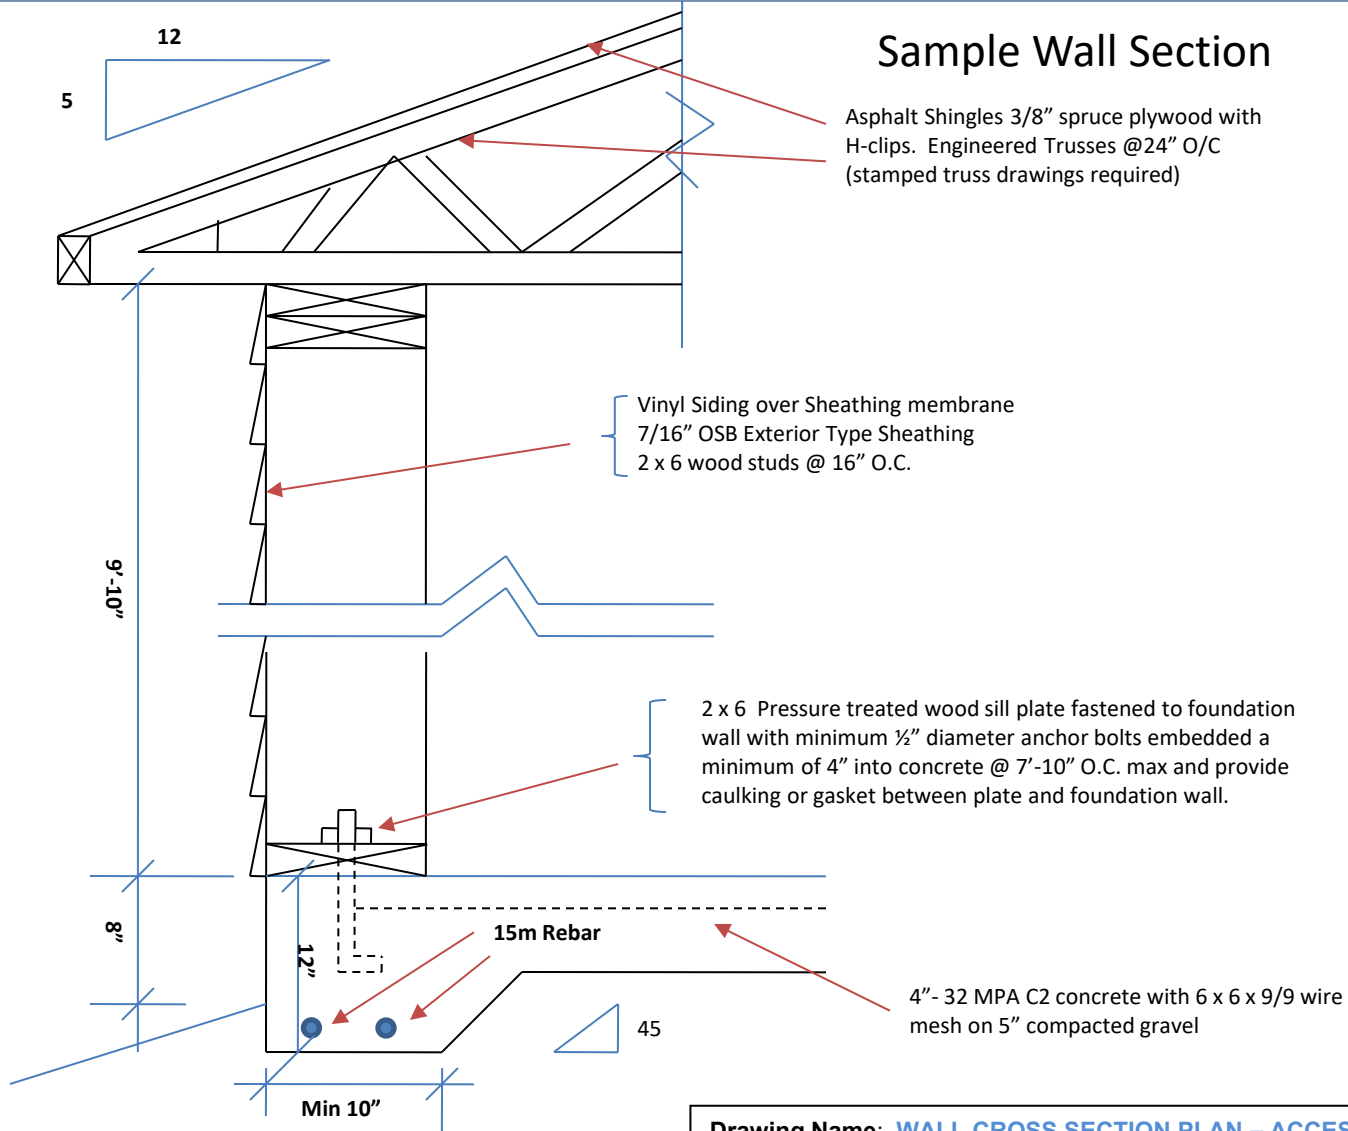 Sample Wall Section
12
5
Asphalt Shingles 3/8” spruce plywood with
H-clips.  Engineered Trusses @24” O/C
(stamped truss drawings required)
Vinyl Siding over Sheathing membrane
7/16” OSB Exterior Type Sheathing
2 x 6 wood studs @ 16” O.C.
9’-10”
2 x 6  Pressure treated wood sill plate fastened to foundation
wall with minimum ½” diameter anchor bolts embedded a
minimum of 4” into concrete @ 7’-10” O.C. max and provide
caulking or gasket between plate and foundation wall.
8”
12”
15m Rebar
4”- 32 MPA C2 concrete with 6 x 6 x 9/9 wire
mesh on 5” compacted gravel
45
Min 10”
Drawing Name:  WALL CROSS SECTION PLAN – ACCES